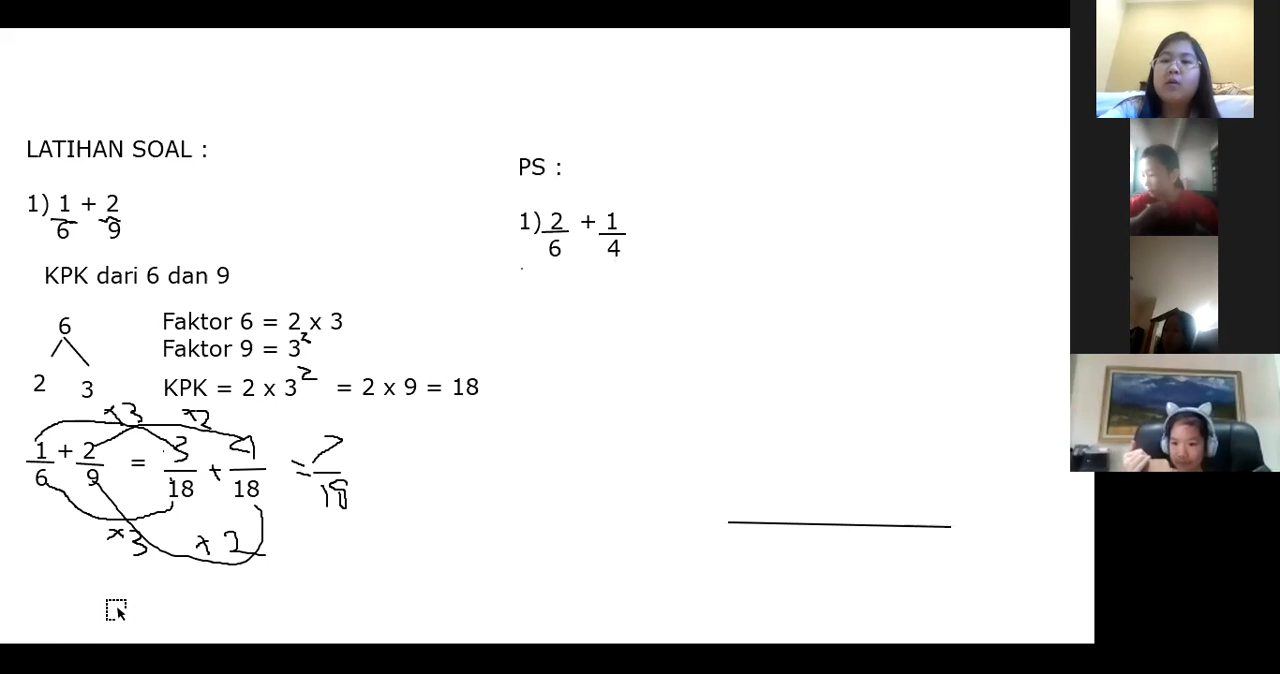 LATIHAN SOAL :
1) 1 + 2
6 9
KPK dari 6 dan 9
6
2 3
Faktor 6 = 2 x 3
Faktor 9 = 3²
KPK = 2 x 3² = 2 x 9 = 18
x3 x2
1 + 2 = 3 + 4 = 7
6 9 18 18 18
x3 x2
PS :
1) 2 + 1
6 4